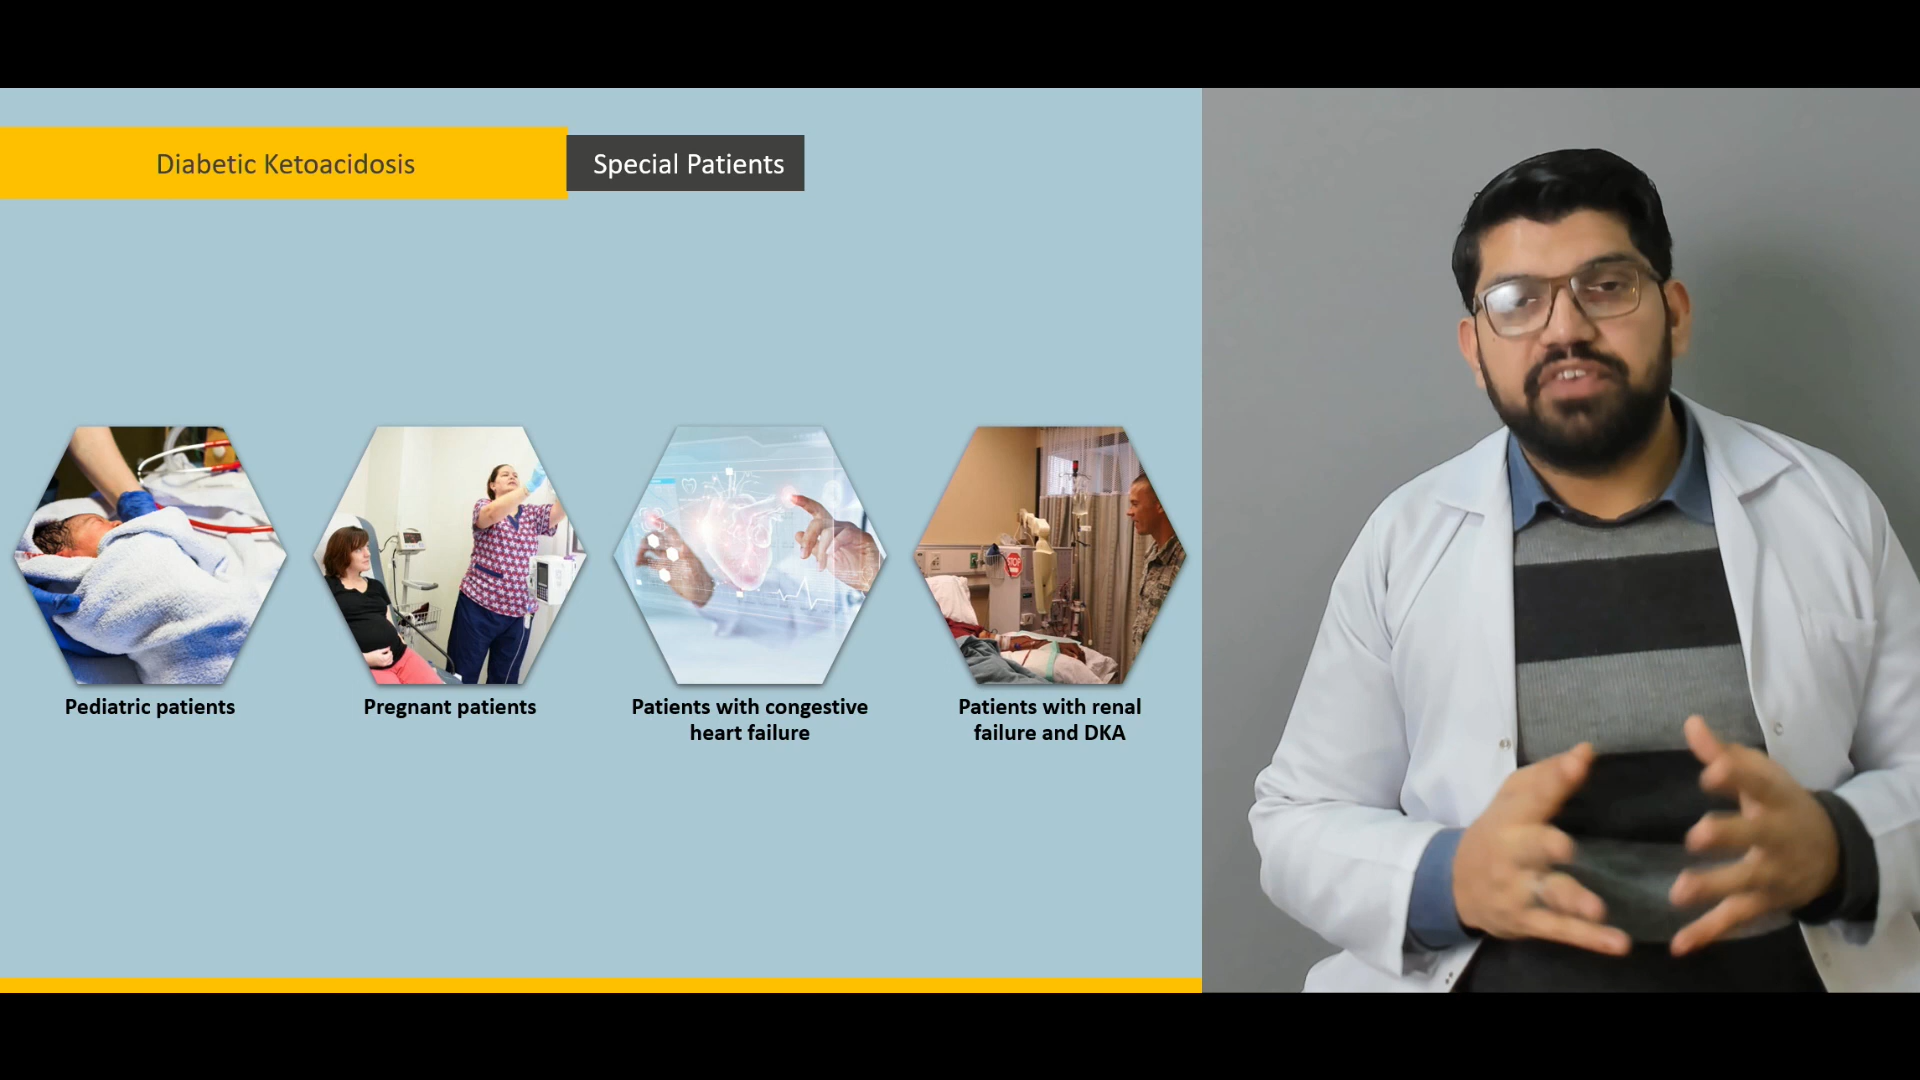 Diabetic Ketoacidosis
Special Patients
STOP
Pediatric patients
Pregnant patients
Patients with congestive
heart failure
Patients with renal
failure and DKA